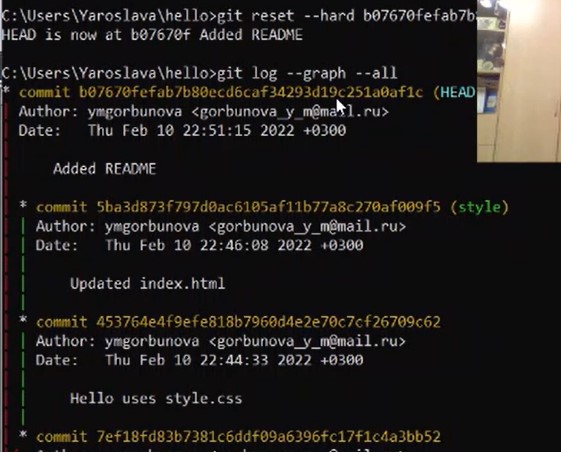 C:\Users\Yaroslava\hello>git reset --hard b07670fefab7b
HEAD is now at b07670f Added README
C:\Users\Yaroslava\hello>git log --graph --all
* commit b07670fefab7b80ecd6caf34293d19c251a0af1c (HEAD
| Author: ymgorbunova <gorbunova_y_m@mail.ru>
| Date:   Thu Feb 10 22:51:15 2022 +0300
|
|     Added README
|
| * commit 5ba3d873f797d0ac6105af11b77a8c270af009f5 (style)
| | Author: ymgorbunova <gorbunova_y_m@mail.ru>
| | Date:   Thu Feb 10 22:46:08 2022 +0300
| |
| |     Updated index.html
| |
| * commit 453764e4f9efe818b7960d4e2e70c7cf26709c62
| | Author: ymgorbunova <gorbunova_y_m@mail.ru>
| | Date:   Thu Feb 10 22:44:33 2022 +0300
| |
| |     Hello uses style.css
| |
| * commit 7ef18fd83b7381c6ddf09a6396fc17f1c4a3bb52